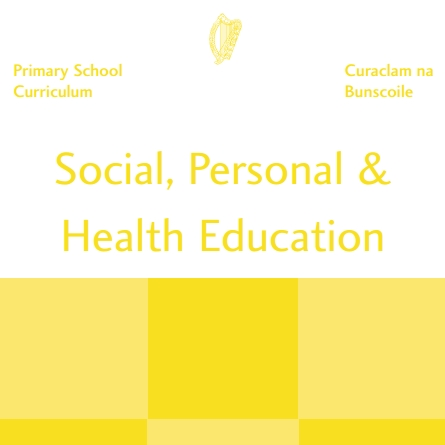 Primary School
Curriculum
Curaclam na
Bunscoile
Social, Personal &
Health Education